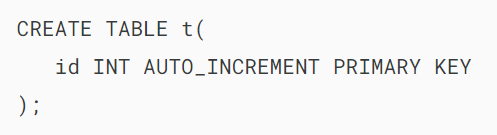 CREATE TABLE t(
   id INT AUTO_INCREMENT PRIMARY KEY
);